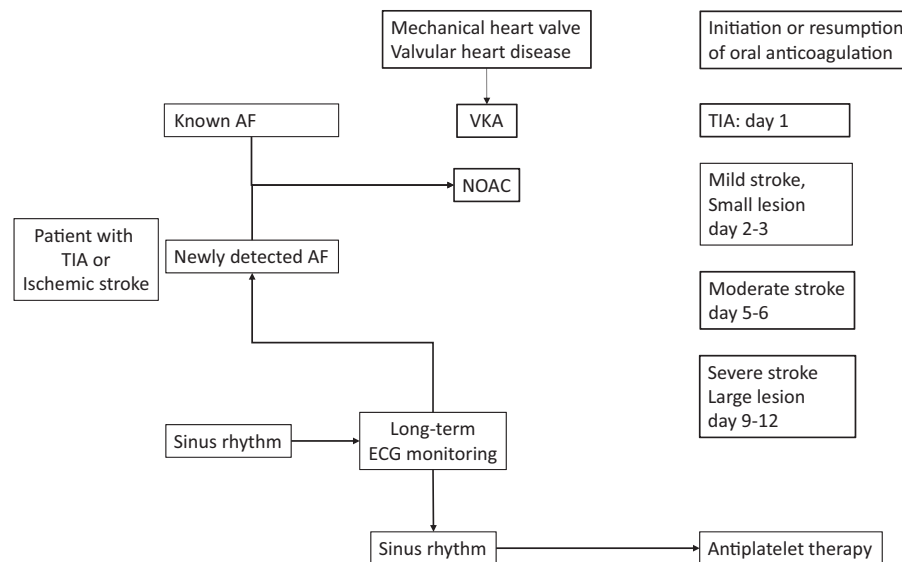 Mechanical heart valve
Valvular heart disease
Initiation or resumption
of oral anticoagulation
Known AF
VKA
TIA: day 1
NOAC
Mild stroke,
Small lesion
day 2-3
Patient with
TIA or
Ischemic stroke
Newly detected AF
Moderate stroke
day 5-6
Severe stroke
Large lesion
day 9-12
Sinus rhythm
Long-term
ECG monitoring
Sinus rhythm
Antiplatelet therapy